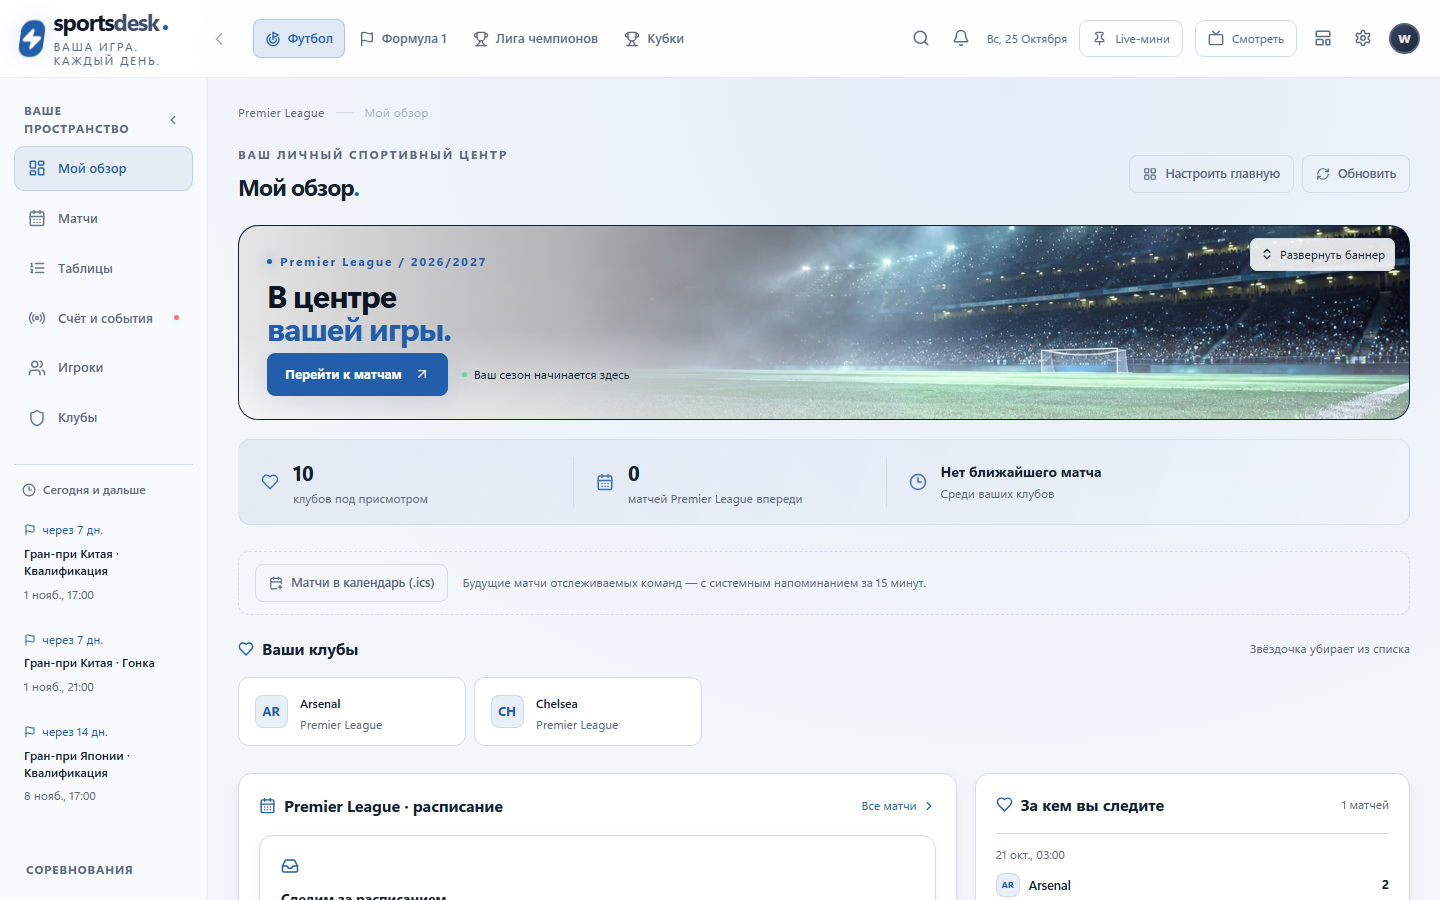 sportsdesk.
ВАША ИГРА.
КАЖДЫЙ ДЕНЬ.
Футбол
Формула 1
Лига чемпионов
Кубки
Вс, 25 Октября
Live-мини
Смотреть
W
ВАШЕ
ПРОСТРАНСТВО
Мой обзор
Матчи
Таблицы
Счёт и события
Игроки
Клубы
Сегодня и дальше
через 7 дн.
Гран-при Китая ·
Квалификация
1 нояб., 17:00
через 7 дн.
Гран-при Китая · Гонка
1 нояб., 21:00
через 14 дн.
Гран-при Японии ·
Квалификация
8 нояб., 17:00
СОРЕВНОВАНИЯ
Premier League
Мой обзор
ВАШ ЛИЧНЫЙ СПОРТИВНЫЙ ЦЕНТР
Мой обзор.
Настроить главную
Обновить
Premier League / 2026/2027
Развернуть баннер
В центре
вашей игры.
Перейти к матчам
Ваш сезон начинается здесь
10
клубов под присмотром
0
матчей Premier League впереди
Нет ближайшего матча
Среди ваших клубов
Матчи в календарь (.ics)
Будущие матчи отслеживаемых команд — с системным напоминанием за 15 минут.
Ваши клубы
Звёздочка убирает из списка
AR
Arsenal
Premier League
CH
Chelsea
Premier League
Premier League · расписание
Все матчи
Следим за расписанием
За кем вы следите
1 матчей
21 окт., 03:00
AR
Arsenal
2